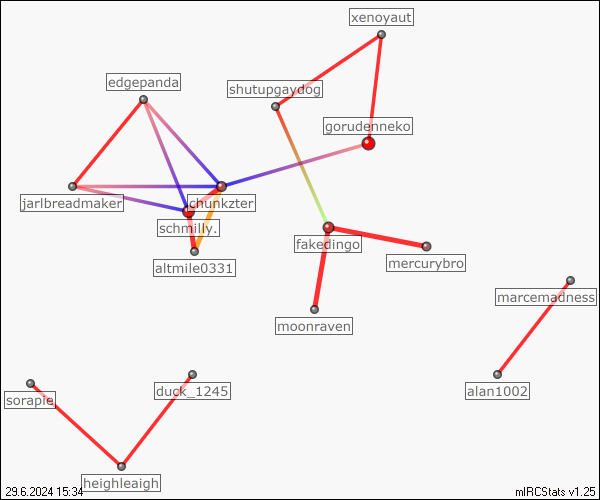 xenoyaut
edgepanda
shutupgaydog
gorudenneko
jarlbreadmaker
chunkzter
schmilly.
fakedingo
altmile0331
mercurybro
marcemadness
moonraven
sorapie
duck_1245
alan1002
heighleaigh
29.6.2024 15:34
mIRCStats v1.25